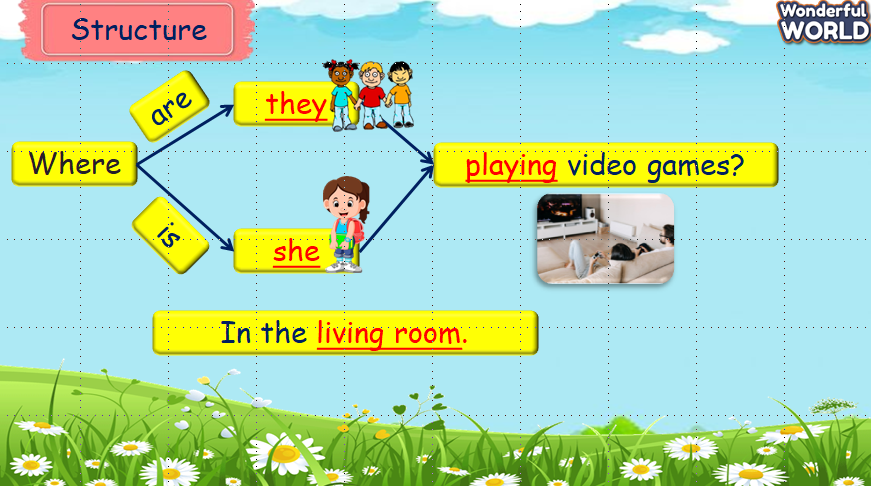 Structure
Wonderful
WORLD
are
they
Where
playing video games?
is
she
In the living room.